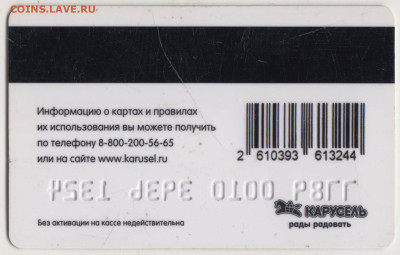 COINS.LAVE.RU
Информацию о картах и правилах
их использования вы можете получить
по телефону 8-800-200-56-65
или на сайте www.karusel.ru
2 610393 613244
КАРУСЕЛЬ
рады радовать
Без активации на кассе недействительна